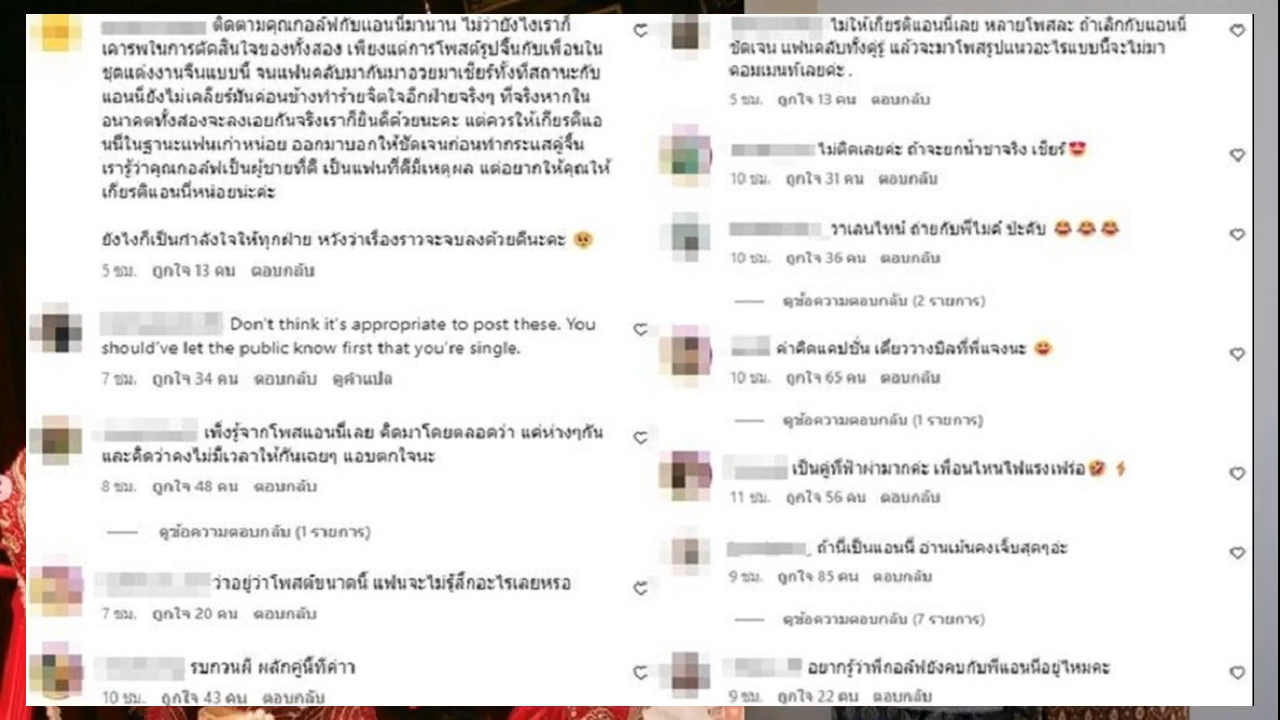 ติดตามคุณกอล์ฟกับแอนนี่มานาน ไม่ว่ายังไงเราก็
เคารพในการตัดสินใจของทั้งสอง เพียงแต่การโพสต์รูปจิ้นกับเพื่อนใน
ชุดแต่งงานจีนแบบนี้ จนแฟนคลับมากันมาอวยมาเชียร์ทั้งที่สถานะกับ
แอนนี่ยังไม่เคลียร์มันค่อนข้างทำร้ายจิตใจอีกฝ่ายจริงๆ ที่จริงหากใน
อนาคตทั้งสองจะลงเอยกันจริงเราก็ยินดีด้วยนะคะ แต่ควรให้เกียรติแอ
นนี่ในฐานะแฟนเก่าหน่อย ออกมาบอกให้ชัดเจนก่อนทำกระแสคู่จิ้น
เรารู้ว่าคุณกอล์ฟเป็นผู้ชายที่ดี เป็นแฟนที่ดีมีเหตุผล แต่อยากให้คุณให้
เกียรติแอนนี่หน่อยน่ะค่ะ
ยังไงก็เป็นกำลังใจให้ทุกฝ่าย หวังว่าเรื่องราวจะจบลงด้วยดีนะคะ 🥹
5 ชม. ถูกใจ 13 คน ตอบกลับ
Don't think it's appropriate to post these. You
should've let the public know first that you're single.
7 ชม. ถูกใจ 34 คน ตอบกลับ ดูคำแปล
เพิ่งรู้จากโพสแอนนี่เลย คิดมาโดยตลอดว่า แค่ห่างๆกัน
และคิดว่าคงไม่มีเวลาให้กันเฉยๆ แอบตกใจนะ
8 ชม. ถูกใจ 48 คน ตอบกลับ
ดูข้อความตอบกลับ (1 รายการ)
ว่าอยู่ว่าโพสต์ขนาดนี้ แฟนจะไม่รู้สึกอะไรเลยหรอ
7 ชม. ถูกใจ 20 คน ตอบกลับ
รบกวนผี ผลักคู่นี้ทีค่าา
10 ชม. ถูกใจ 43 คน ตอบกลับ
ไม่ให้เกียรติแอนนี่เลย หลายโพสละ ถ้าเลิกกับแอนนี่
ชัดเจน แฟนคลับทั้งคู่รู้ แล้วจะมาโพสรูปแนวอะไรแบบนี้จะไม่มา
คอมเมนท์เลยค่ะ .
5 ชม. ถูกใจ 13 คน ตอบกลับ
ไม่ติดเลยค่ะ ถ้าจะยกน้ำชาจริง เชียร์😍
10 ชม. ถูกใจ 31 คน ตอบกลับ
วาเลนไทน์ ถ่ายกับพี่ไมค์ ป่ะคับ 😂😂😂
10 ชม. ถูกใจ 36 คน ตอบกลับ
ดูข้อความตอบกลับ (2 รายการ)
ค่าคิดแคปชั่น เดี๋ยววางบิลที่พี่แจงนะ 😄
10 ชม. ถูกใจ 65 คน ตอบกลับ
ดูข้อความตอบกลับ (1 รายการ)
เป็นคู่ที่ฟ้าผ่ามากค่ะ เพื่อนไหนไฟแรงเฟร่อ🤣⚡
11 ชม. ถูกใจ 56 คน ตอบกลับ
ถ้านี่เป็นแอนนี่ อ่านเม้นคงเจ็บสุดๆอ่ะ
9 ชม. ถูกใจ 85 คน ตอบกลับ
ดูข้อความตอบกลับ (7 รายการ)
อยากรู้ว่าพี่กอล์ฟยังคบกับพี่แอนนี่อยู่ไหมคะ
9 ชม. ถูกใจ 22 คน ตอบกลับ